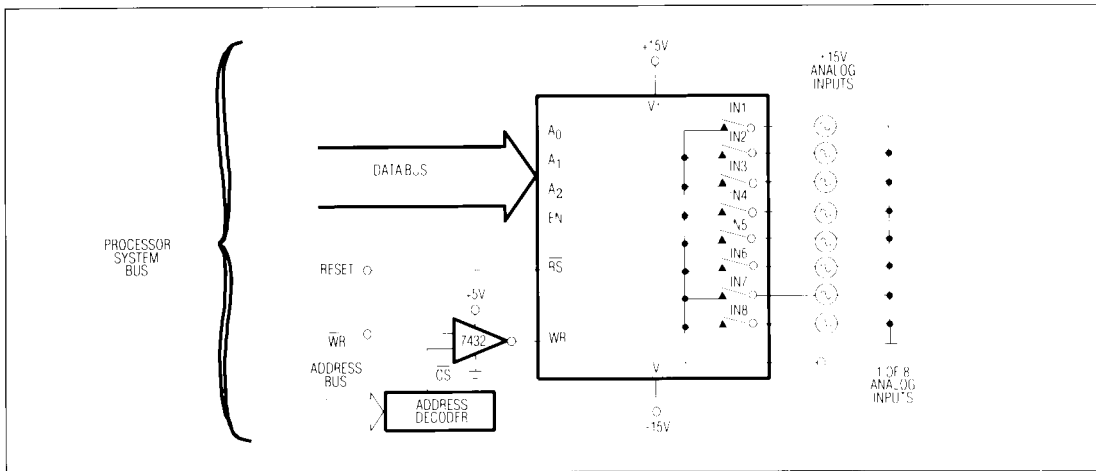 +15V
+15V
ANALOG
INPUTS
V+
IN1
IN2
IN3
IN4
IN5
IN6
IN7
IN8
A0
A1
A2
EN
RS
WR
DATA BUS
PROCESSOR
SYSTEM
BUS
RESET
+5V
WR
7432
CS
ADDRESS
BUS
ADDRESS
DECODER
V
-15V
1 OF 8
ANALOG
INPUTS